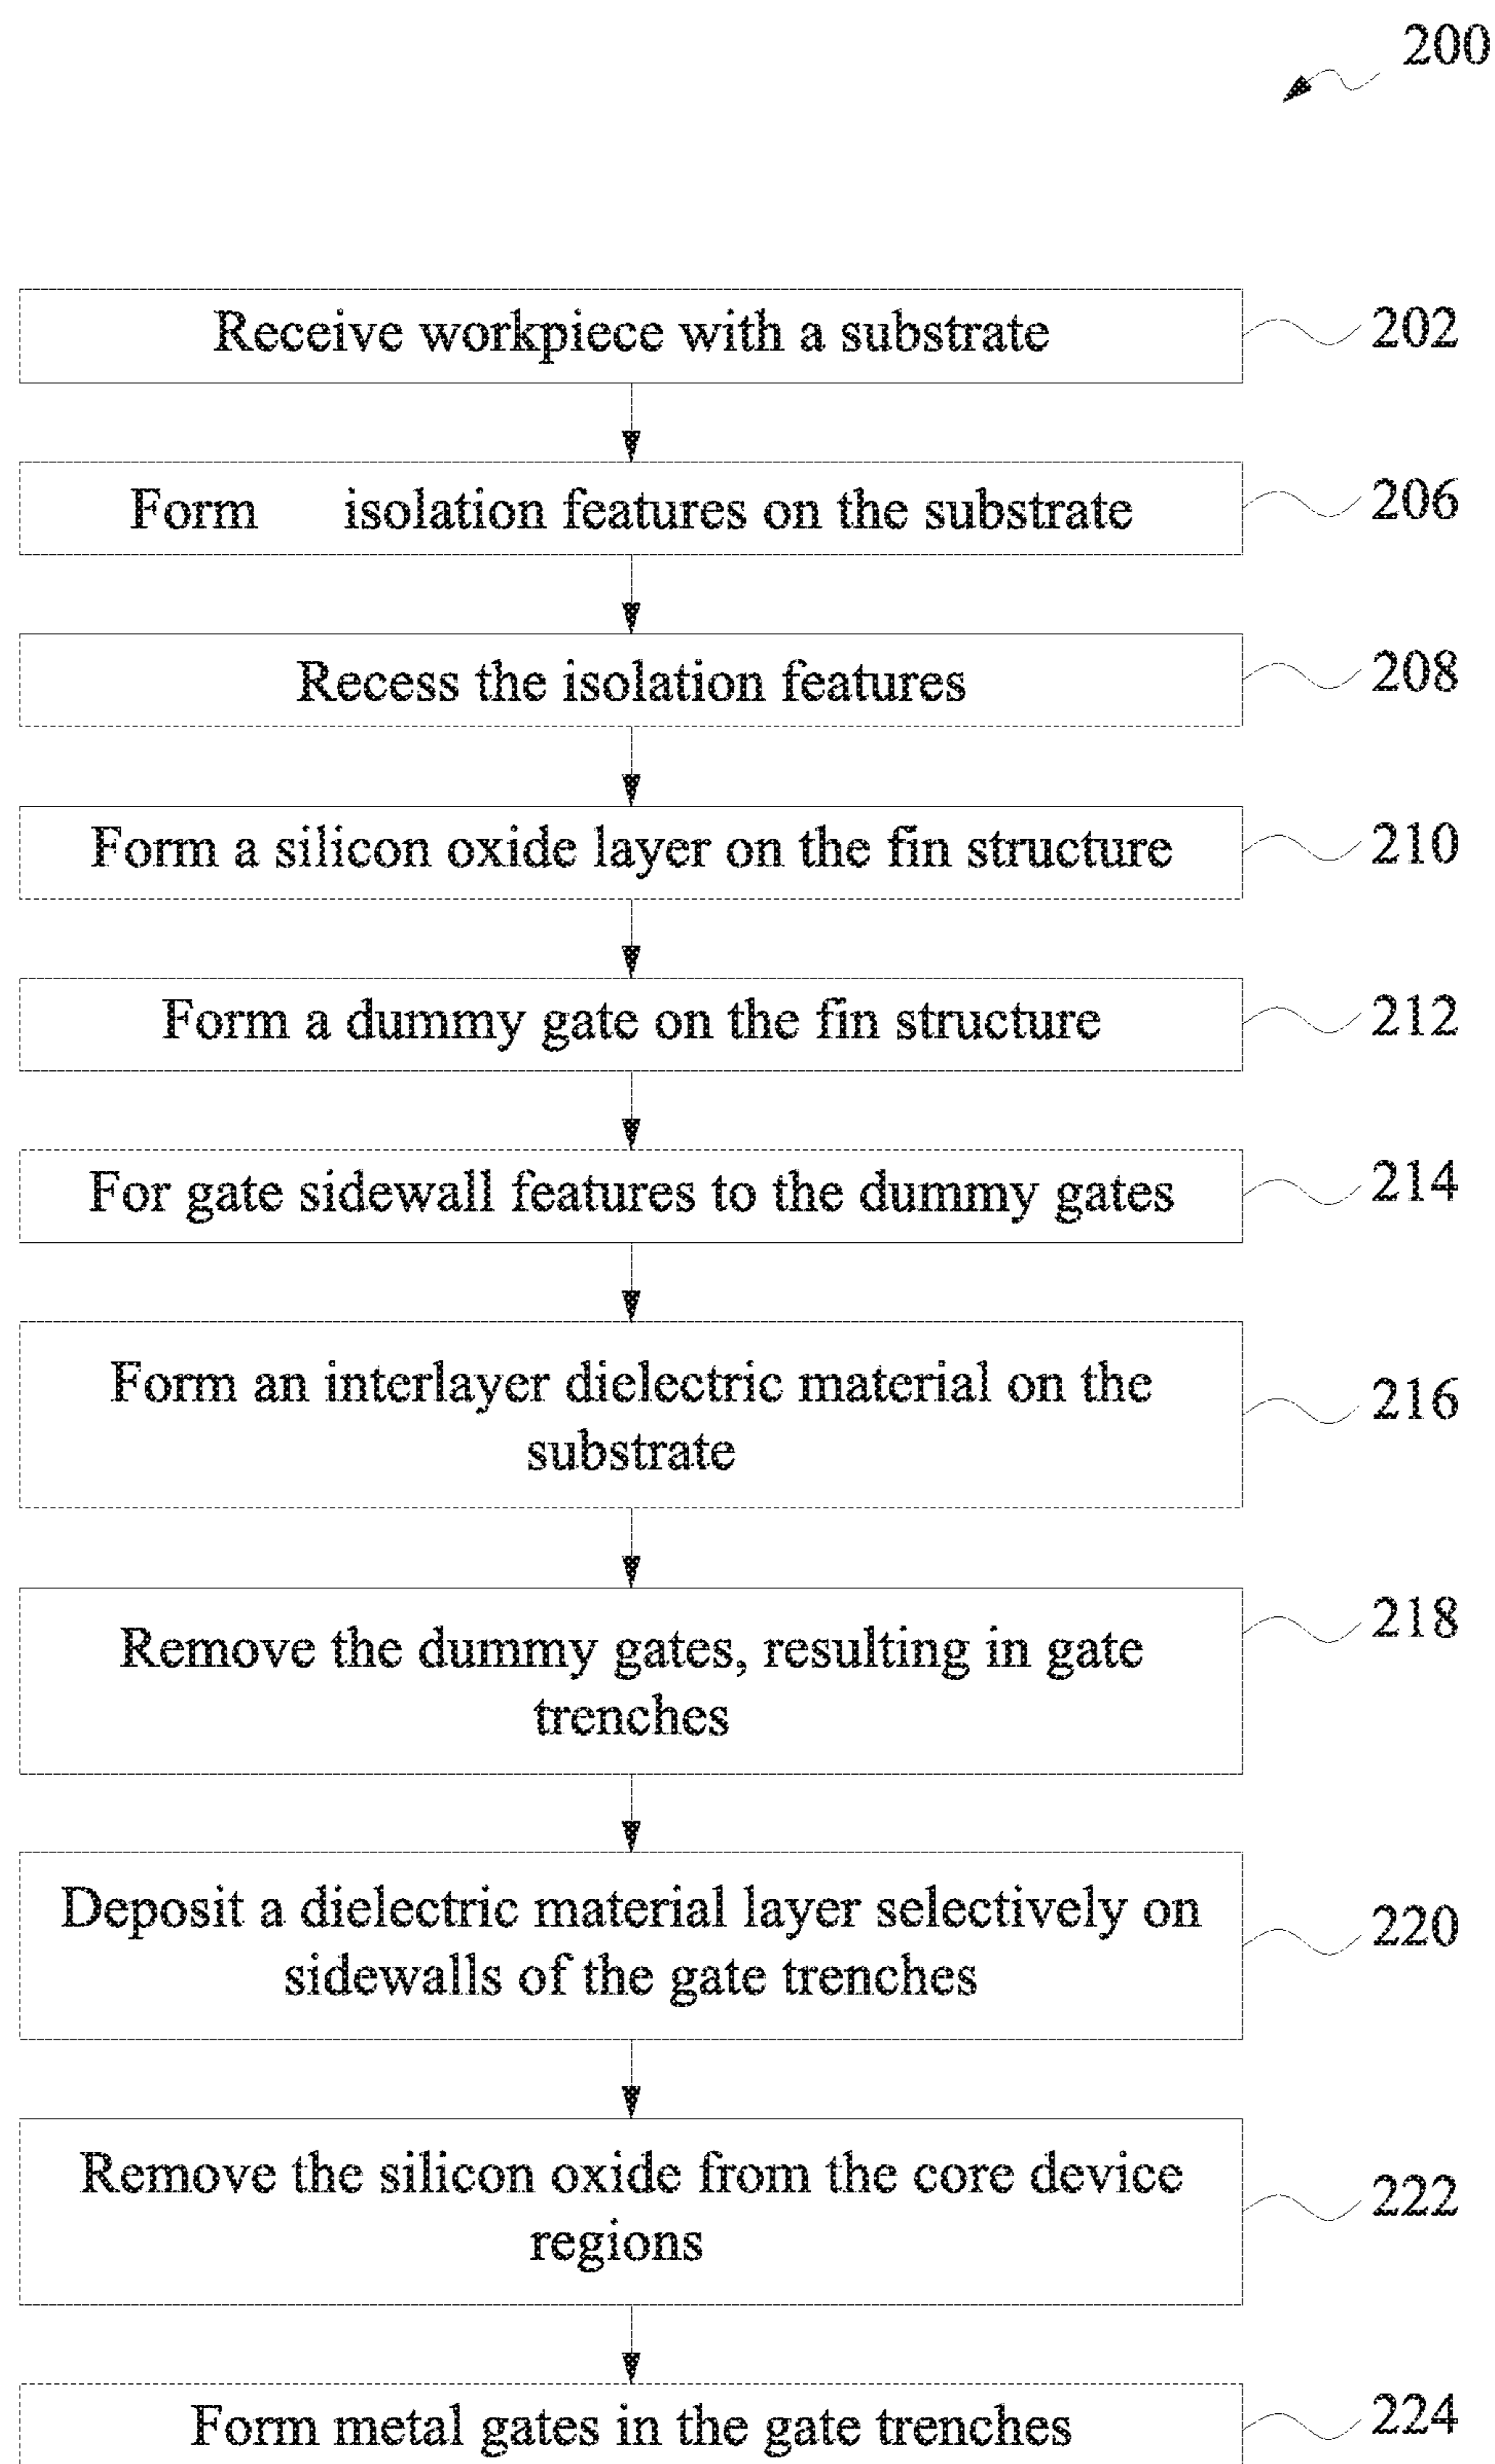 200
Receive workpiece with a substrate
202
Form isolation features on the substrate
206
Recess the isolation features
208
Form a silicon oxide layer on the fin structure
210
Form a dummy gate on the fin structure
212
For gate sidewall features to the dummy gates
214
Form an interlayer dielectric material on the
substrate
216
Remove the dummy gates, resulting in gate
trenches
218
Deposit a dielectric material layer selectively on
sidewalls of the gate trenches
220
Remove the silicon oxide from the core device
regions
222
Form metal gates in the gate trenches
224